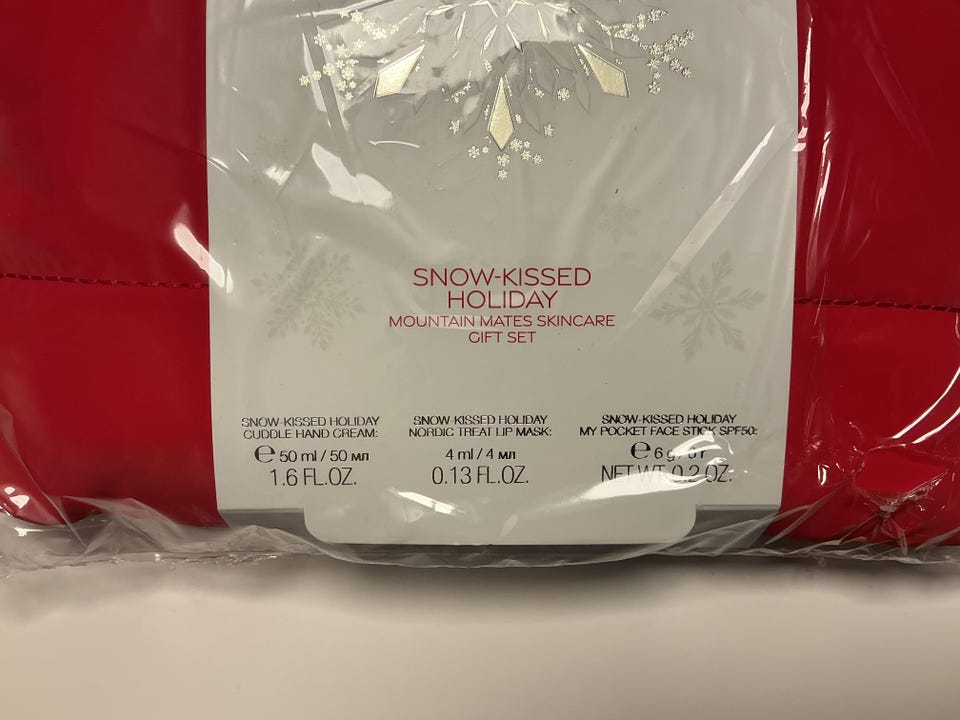 SNOW-KISSED
HOLIDAY
MOUNTAIN MATES SKINCARE
GIFT SET
SNOW-KISSED HOLIDAY
CUDDLE HAND CREAM:
℮ 50 ml / 50 мл
1.6 FL.OZ.
SNOW-KISSED HOLIDAY
NORDIC TREAT LIP MASK:
4 ml / 4 мл
0.13 FL.OZ.
SNOW-KISSED HOLIDAY
MY POCKET FACE STICK SPF50:
℮ 6 g / 6 г
NET WT 0.2 OZ.